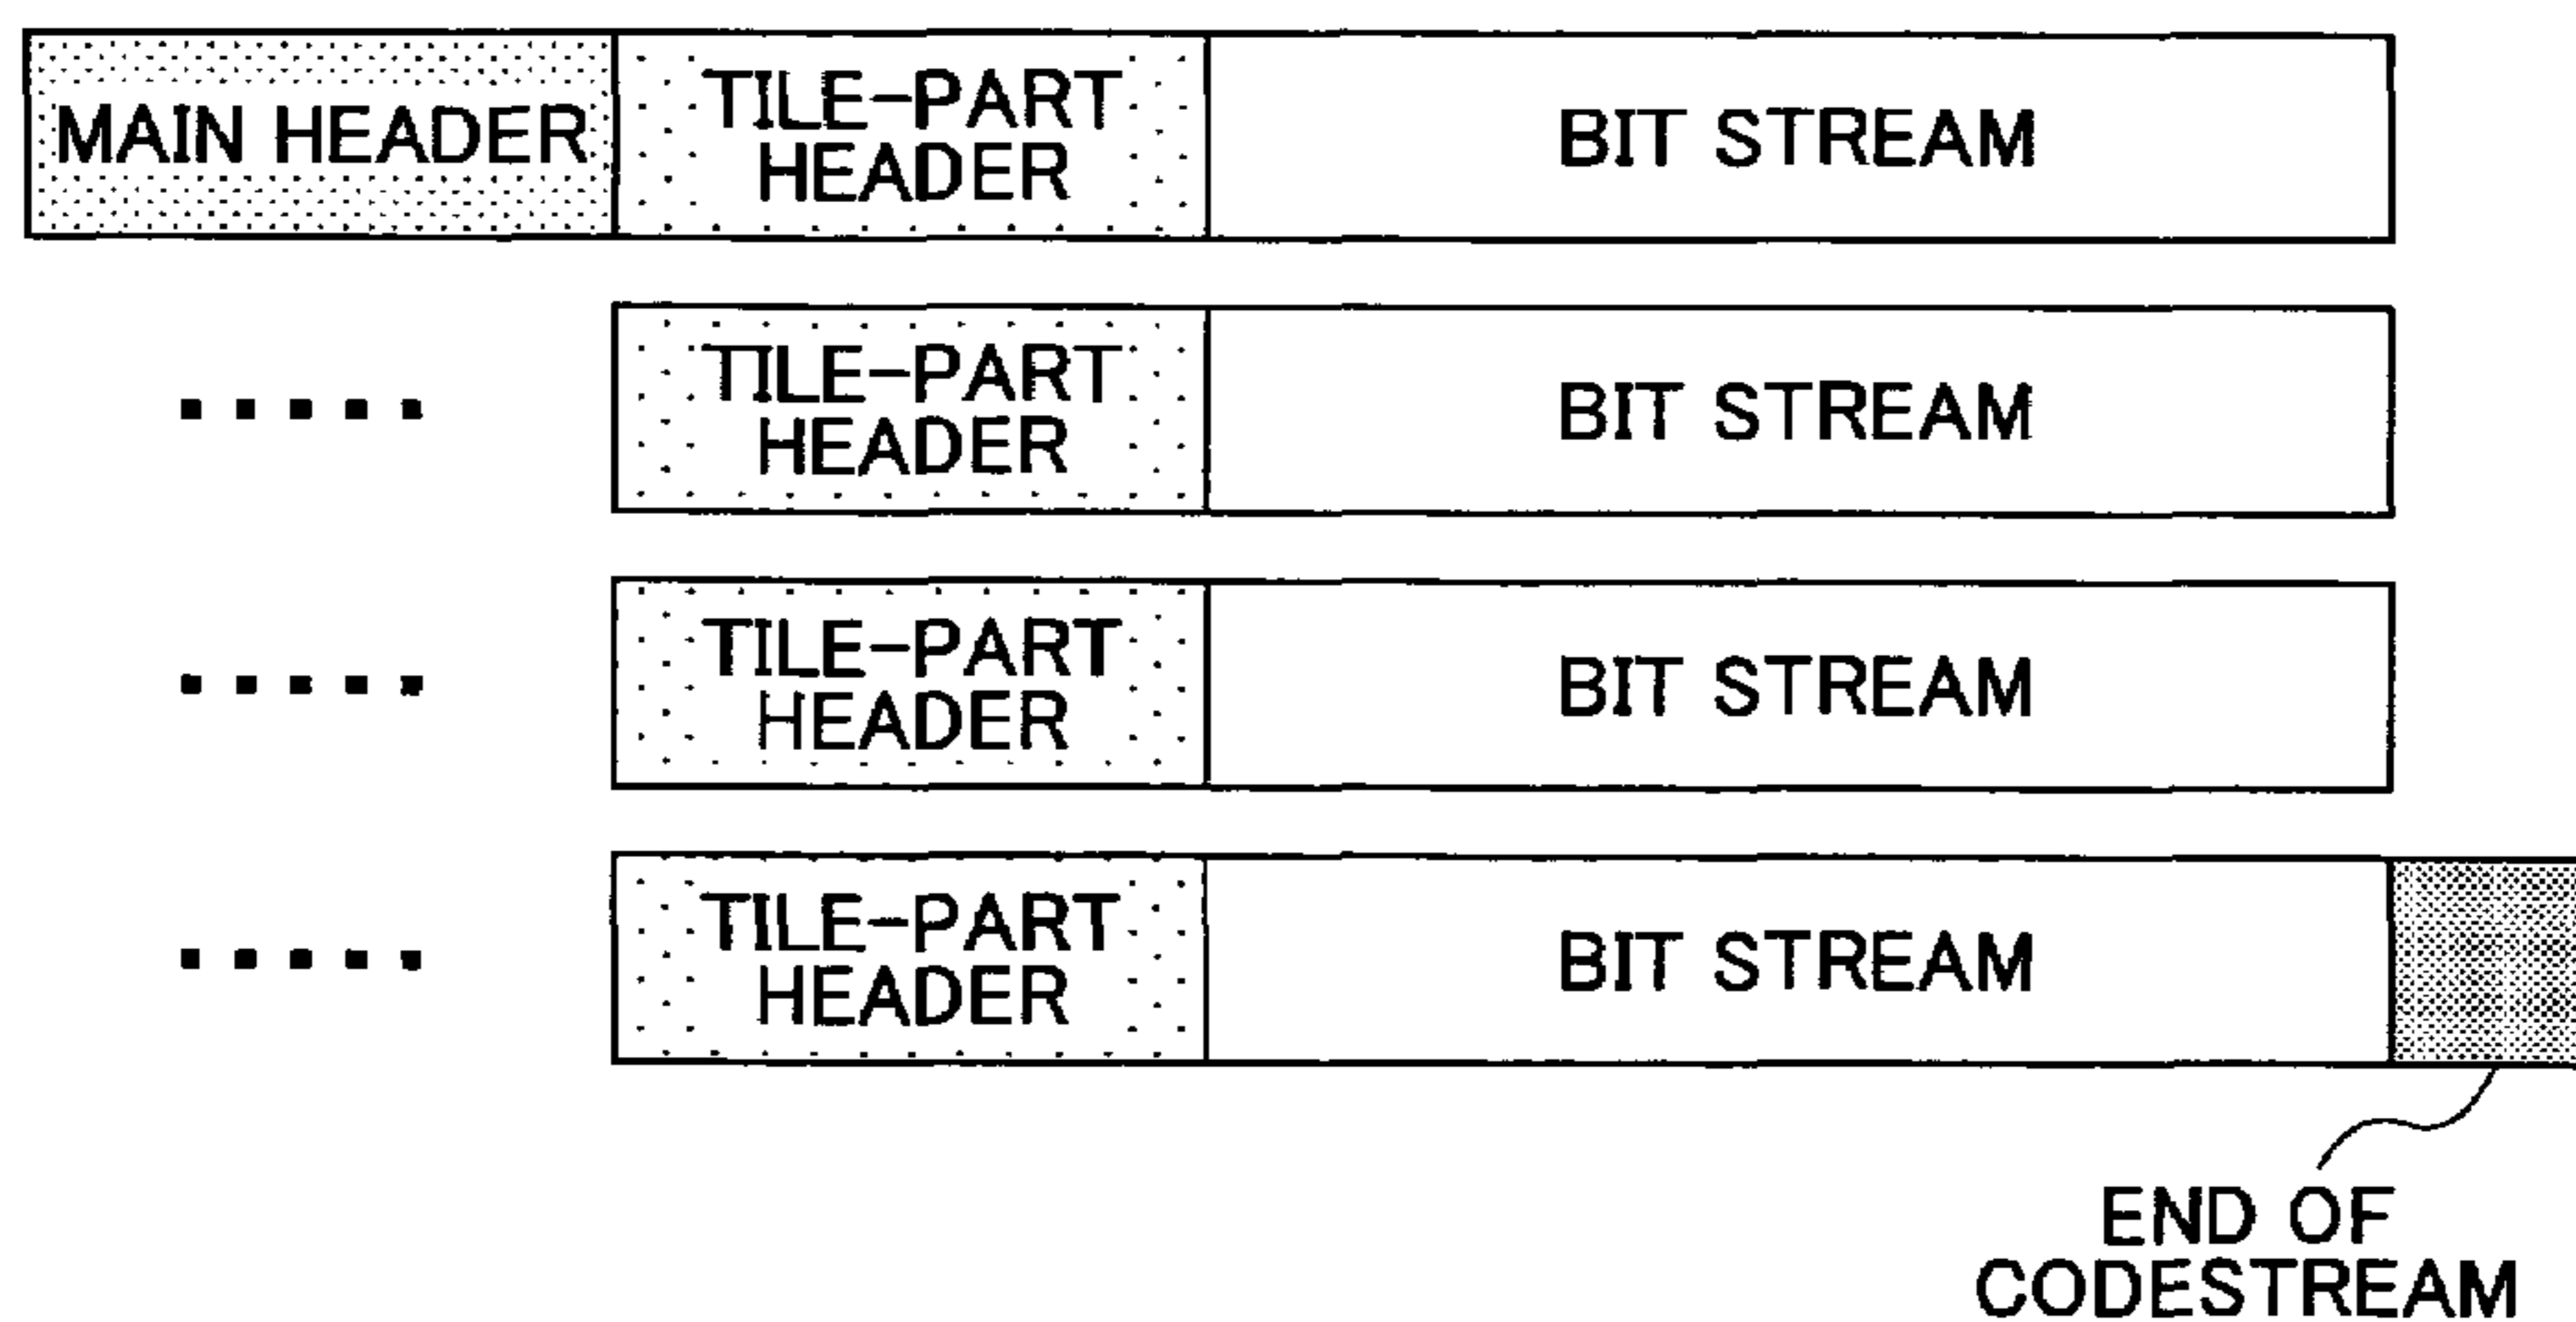 MAIN HEADER
TILE-PART
HEADER
BIT STREAM
TILE-PART
HEADER
BIT STREAM
TILE-PART
HEADER
BIT STREAM
TILE-PART
HEADER
BIT STREAM
END OF
CODESTREAM